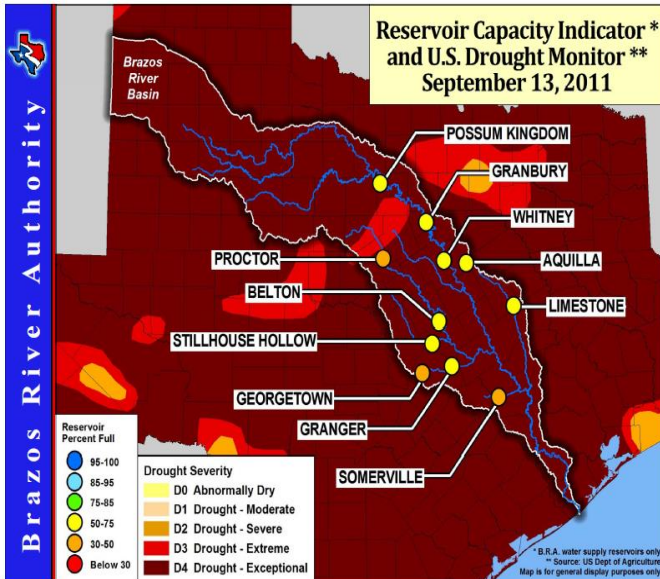 Reservoir Capacity Indicator *
and U.S. Drought Monitor **
September 13, 2011
Brazos River Authority
Brazos
River
Basin
POSSUM KINGDOM
GRANBURY
WHITNEY
PROCTOR
AQUILLA
BELTON
LIMESTONE
STILLHOUSE HOLLOW
GEORGETOWN
GRANGER
SOMERVILLE
Reservoir
Percent Full
95-100
85-95
75-85
50-75
30-50
Below 30
Drought Severity
D0 Abnormally Dry
D1 Drought - Moderate
D2 Drought - Severe
D3 Drought - Extreme
D4 Drought - Exceptional
* B.R.A. water supply reservoirs only
** Source: US Dept of Agriculture
Map is for general display purposes only